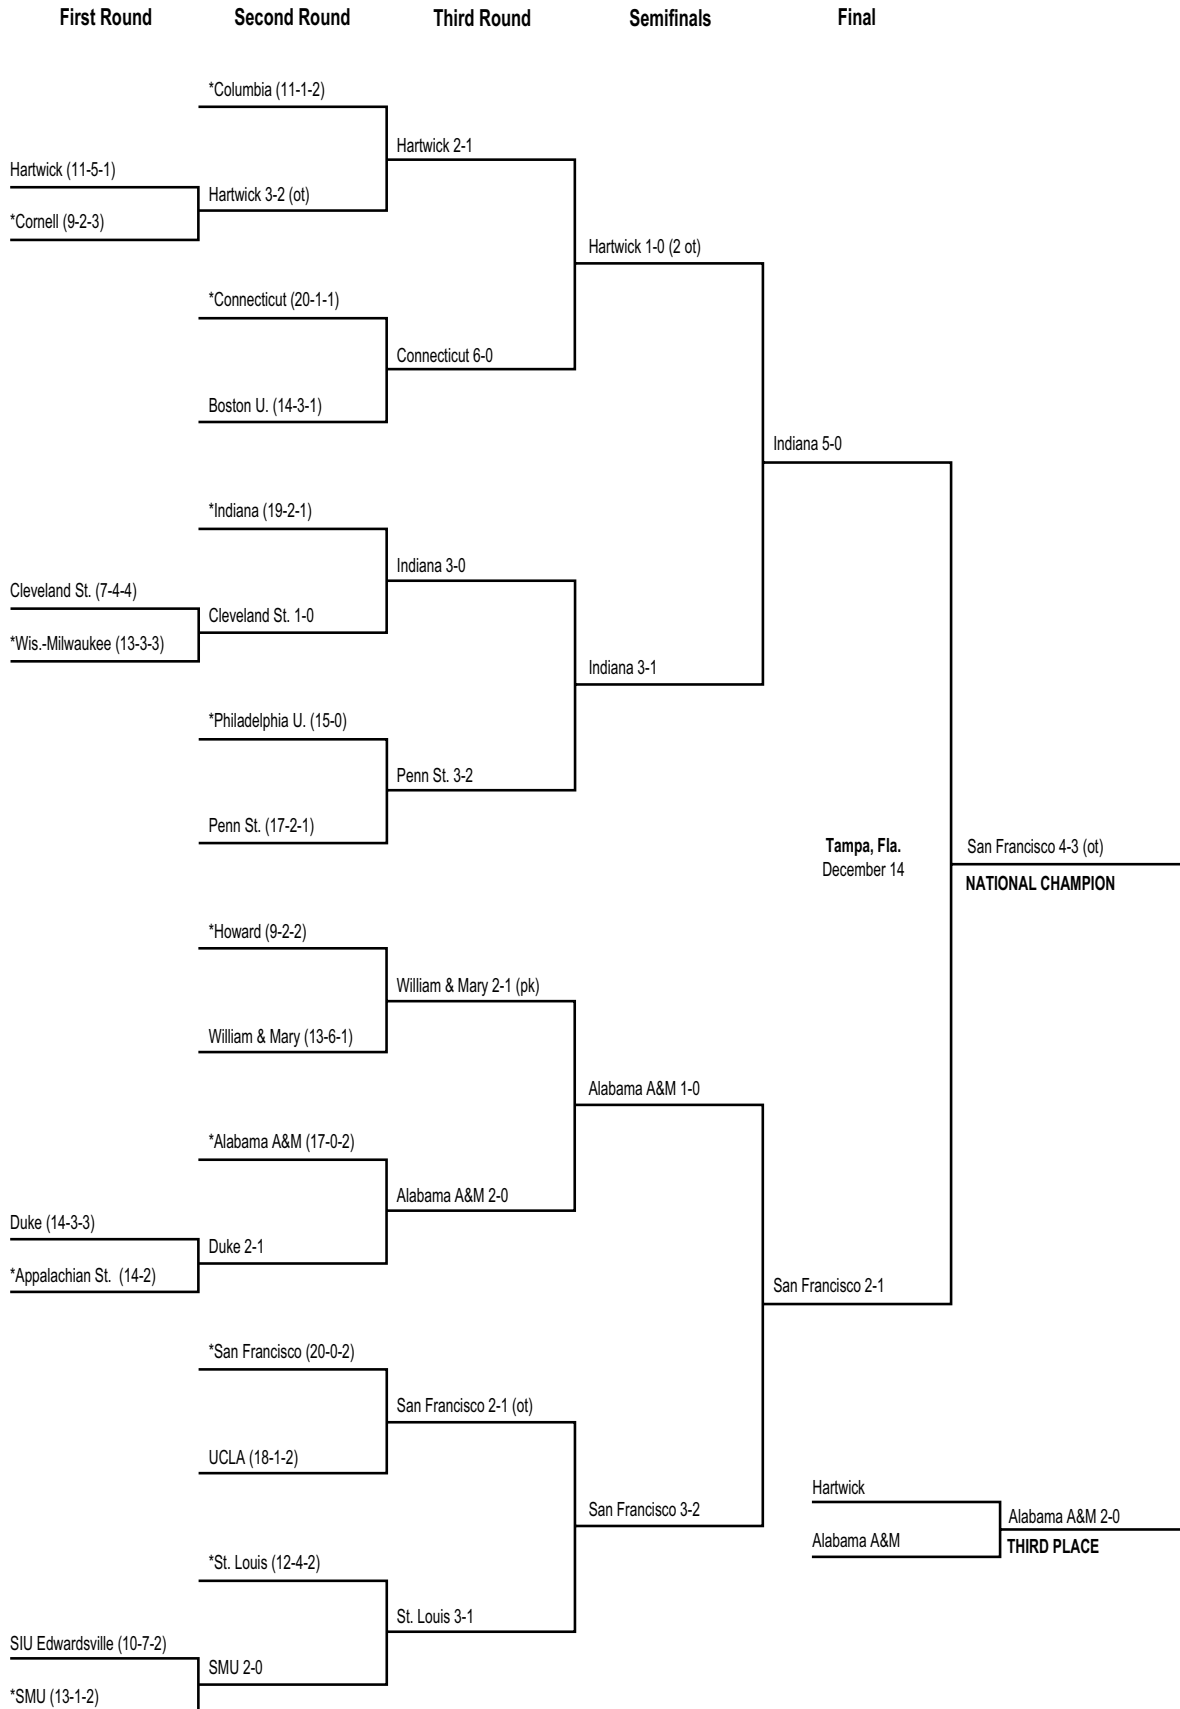 First Round
Second Round
Third Round
Semifinals
Final
*Columbia (11-1-2)
Hartwick 2-1
Hartwick (11-5-1)
Hartwick 3-2 (ot)
*Cornell (9-2-3)
Hartwick 1-0 (2 ot)
*Connecticut (20-1-1)
Connecticut 6-0
Boston U. (14-3-1)
Indiana 5-0
*Indiana (19-2-1)
Indiana 3-0
Cleveland St. (7-4-4)
Cleveland St. 1-0
*Wis.-Milwaukee (13-3-3)
Indiana 3-1
*Philadelphia U. (15-0)
Penn St. 3-2
Penn St. (17-2-1)
Tampa, Fla.
December 14
San Francisco 4-3 (ot)
NATIONAL CHAMPION
*Howard (9-2-2)
William & Mary 2-1 (pk)
William & Mary (13-6-1)
Alabama A&M 1-0
*Alabama A&M (17-0-2)
Alabama A&M 2-0
Duke (14-3-3)
Duke 2-1
*Appalachian St.  (14-2)
San Francisco 2-1
*San Francisco (20-0-2)
San Francisco 2-1 (ot)
UCLA (18-1-2)
San Francisco 3-2
Hartwick
Alabama A&M 2-0
Alabama A&M
THIRD PLACE
*St. Louis (12-4-2)
St. Louis 3-1
SIU Edwardsville (10-7-2)
SMU 2-0
*SMU (13-1-2)